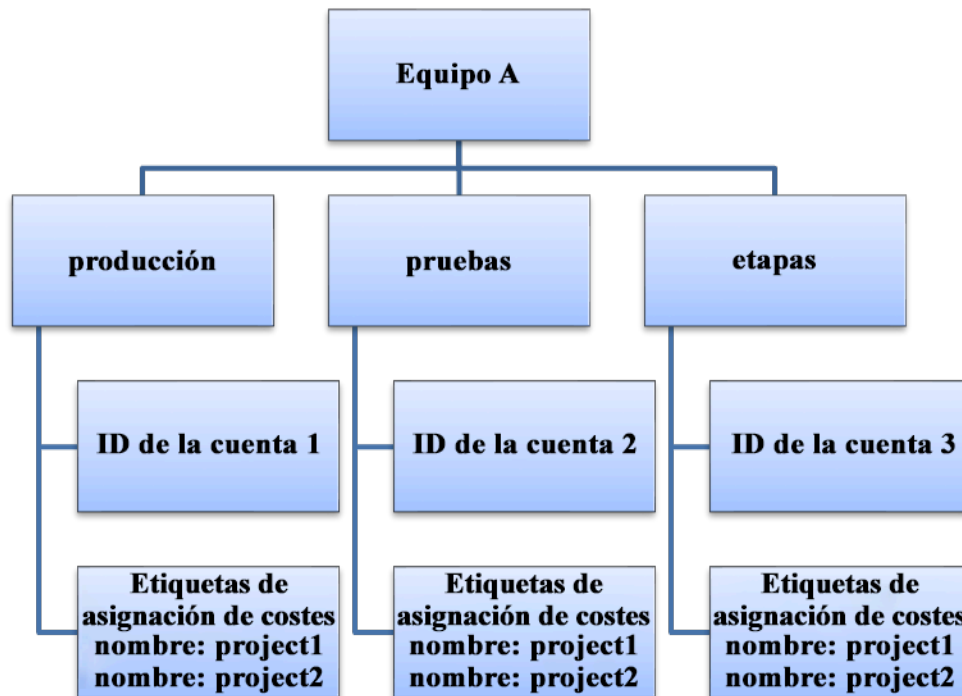 Equipo A
producción
pruebas
etapas
ID de la cuenta 1
ID de la cuenta 2
ID de la cuenta 3
Etiquetas de
asignación de costes
nombre: project1
nombre: project2
Etiquetas de
asignación de costes
nombre: project1
nombre: project2
Etiquetas de
asignación de costes
nombre: project1
nombre: project2